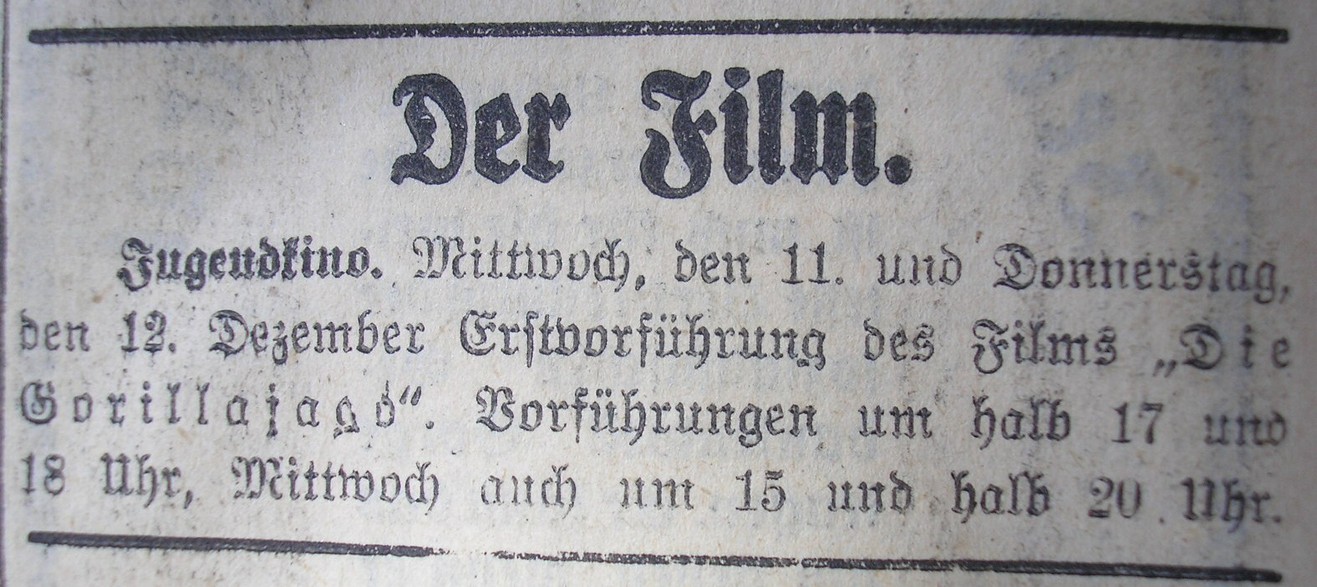 Der Film.
Jugendkino. Mittwoch, den 11. und Donnerstag,
den 12. Dezember Erstvorführung des Films „Die
Gorillajagd“. Vorführungen um halb 17 und
18 Uhr, Mittwoch auch um 15 und halb 20 Uhr.